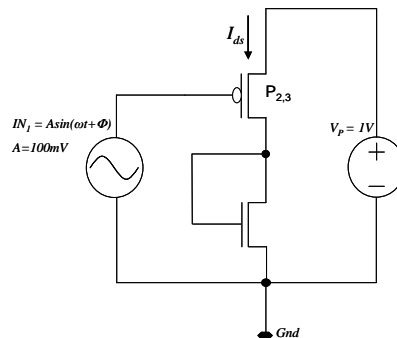 I_ds
P_2,3
IN_1 = Asin(ωt+Φ)
A=100mV
V_P = 1V
+
−
Gnd